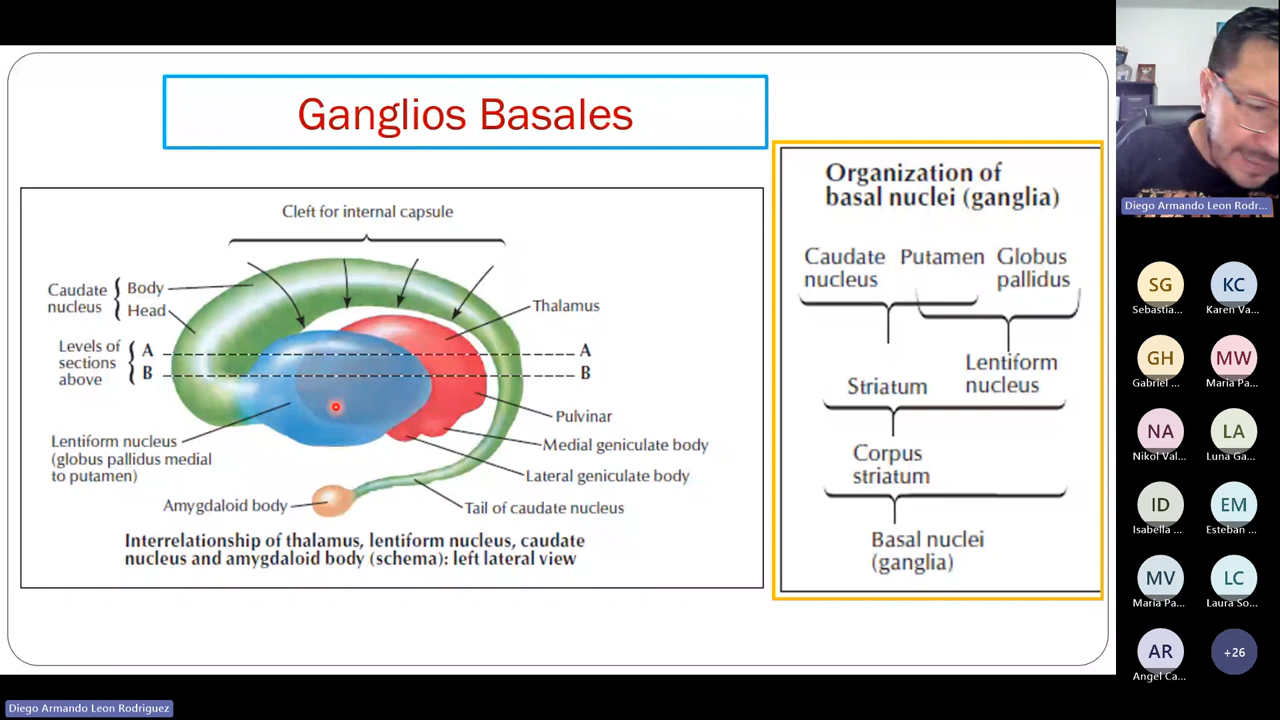 Ganglios Basales
Cleft for internal capsule
Caudate
nucleus
Body
Head
Thalamus
Levels of
sections
above
A
B
A
B
Pulvinar
Medial geniculate body
Lateral geniculate body
Lentiform nucleus
(globus pallidus medial
to putamen)
Amygdaloid body
Tail of caudate nucleus
Interrelationship of thalamus, lentiform nucleus, caudate
nucleus and amygdaloid body (schema): left lateral view
Organization of
basal nuclei (ganglia)
Caudate
nucleus
Putamen
Globus
pallidus
Lentiform
nucleus
Striatum
Corpus
striatum
Basal nuclei
(ganglia)
Diego Armando Leon Rodr...
SG
Sebastia...
KC
Karen Va...
GH
Gabriel ...
MW
Maria Pa...
NA
Nikol Val...
LA
Luna Ga...
ID
Isabella ...
EM
Esteban ...
MV
Maria Pa...
LC
Laura So...
AR
Angel Ca...
+26
Diego Armando Leon Rodriguez